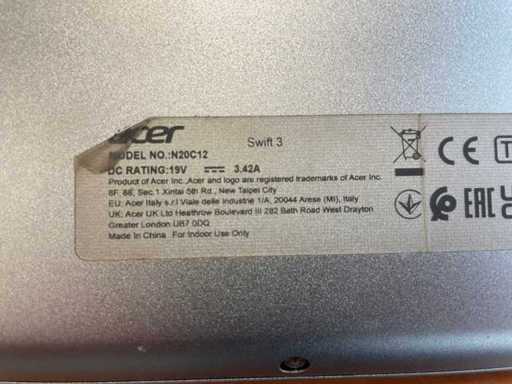 acer
Swift 3
MODEL NO.:N20C12
DC RATING:19V 3.42A
Product of Acer Inc.,Acer and logo are registered trademarks of Acer Inc.
8F, 88, Sec.1 Xintai 5th Rd., New Taipei City
EU: Acer Italy s.r.l Viale delle Industrie 1/A, 20044 Arese (MI), Italy
UK: Acer UK Ltd Heathrow Boulevard III 282 Bath Road West Drayton
Greater London UB7 0DQ
Made in China For Indoor Use Only
CE
EAC